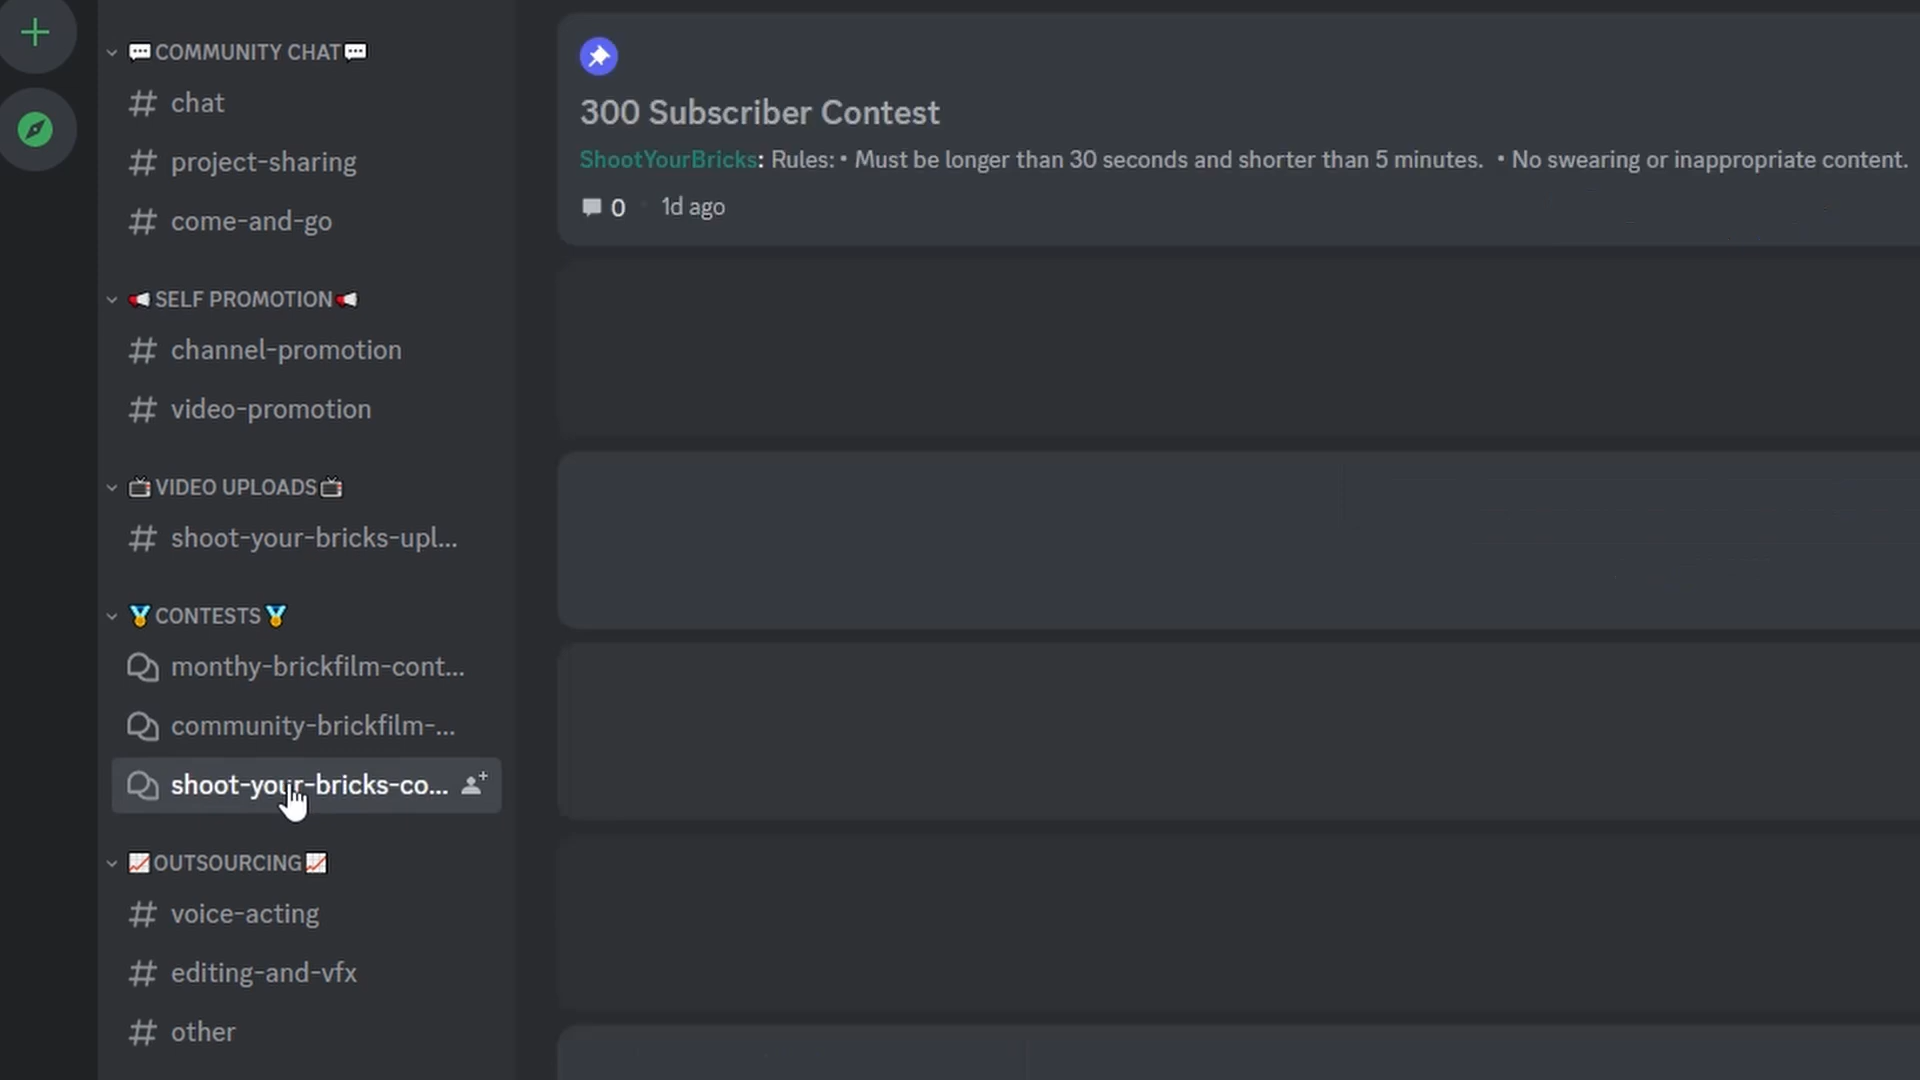 COMMUNITY CHAT
chat
project-sharing
come-and-go
SELF PROMOTION
channel-promotion
video-promotion
VIDEO UPLOADS
shoot-your-bricks-upl...
CONTESTS
monthy-brickfilm-cont...
community-brickfilm-...
shoot-your-bricks-co...
OUTSOURCING
voice-acting
editing-and-vfx
other
300 Subscriber Contest
ShootYourBricks: Rules: • Must be longer than 30 seconds and shorter than 5 minutes. • No swearing or inappropriate content.
0 1d ago